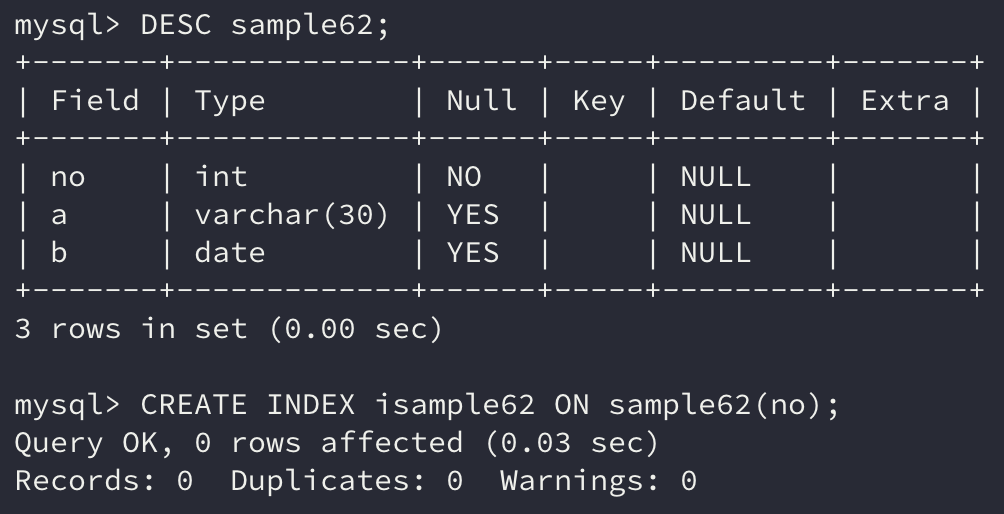 mysql> DESC sample62;
+-------+-------------+------+-----+---------+-------+
| Field | Type        | Null | Key | Default | Extra |
+-------+-------------+------+-----+---------+-------+
| no    | int         | NO   |     | NULL    |       |
| a     | varchar(30) | YES  |     | NULL    |       |
| b     | date        | YES  |     | NULL    |       |
+-------+-------------+------+-----+---------+-------+
3 rows in set (0.00 sec)

mysql> CREATE INDEX isample62 ON sample62(no);
Query OK, 0 rows affected (0.03 sec)
Records: 0  Duplicates: 0  Warnings: 0